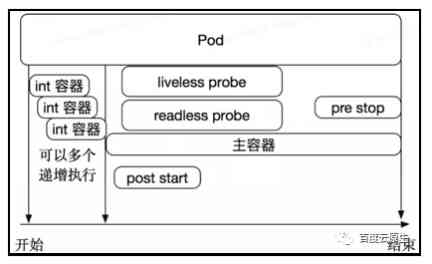 Pod
int 容器
int 容器
int 容器
liveless probe
readless probe
pre stop
主容器
可以多个
递增执行
post start
开始
结束
百度云原生